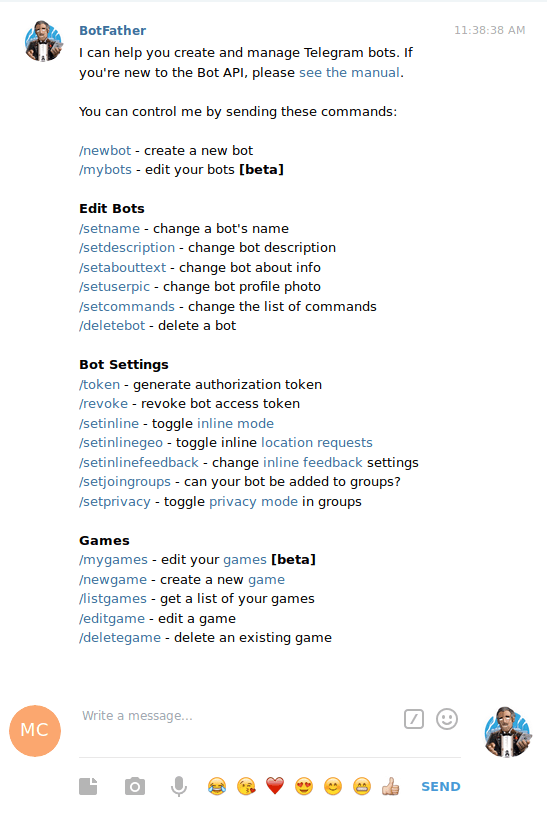 BotFather 11:38:38 AM
I can help you create and manage Telegram bots. If
you're new to the Bot API, please see the manual.
You can control me by sending these commands:
/newbot - create a new bot
/mybots - edit your bots [beta]
Edit Bots
/setname - change a bot's name
/setdescription - change bot description
/setabouttext - change bot about info
/setuserpic - change bot profile photo
/setcommands - change the list of commands
/deletebot - delete a bot
Bot Settings
/token - generate authorization token
/revoke - revoke bot access token
/setinline - toggle inline mode
/setinlinegeo - toggle inline location requests
/setinlinefeedback - change inline feedback settings
/setjoingroups - can your bot be added to groups?
/setprivacy - toggle privacy mode in groups
Games
/mygames - edit your games [beta]
/newgame - create a new game
/listgames - get a list of your games
/editgame - edit a game
/deletegame - delete an existing game
MC
Write a message...
SEND